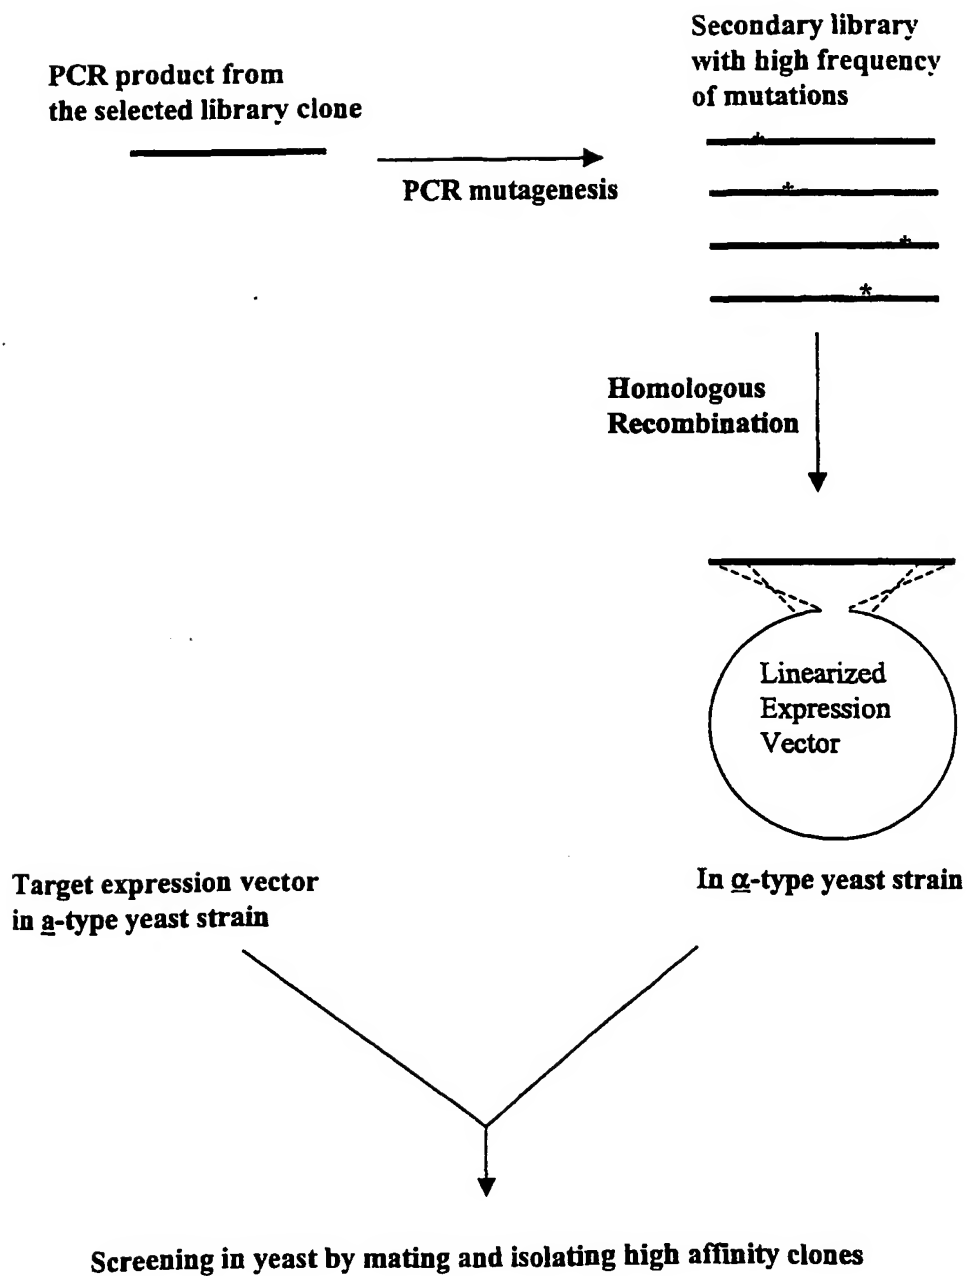 PCR product from
the selected library clone
PCR mutagenesis
Secondary library
with high frequency
of mutations
*
*
*
*
Homologous
Recombination
Linearized
Expression
Vector
Target expression vector
in a-type yeast strain
In α-type yeast strain
Screening in yeast by mating and isolating high affinity clones